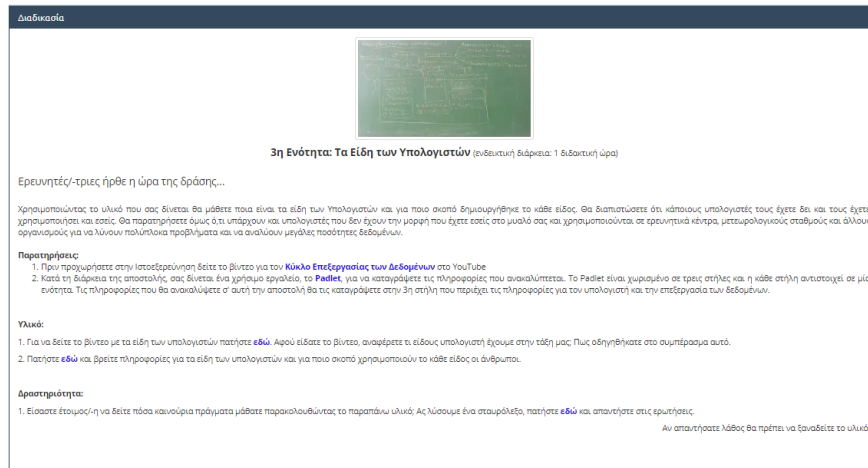 Διαδικασία
3η Ενότητα: Τα Είδη των Υπολογιστών (ενδεικτική διάρκεια: 1 διδακτική ώρα)
Ερευνητές/-τριες ήρθε η ώρα της δράσης...
Χρησιμοποιώντας το υλικό που σας δίνεται θα μάθετε ποια είναι τα είδη των Υπολογιστών και για ποιο σκοπό δημιουργήθηκε το κάθε είδος. Θα διαπιστώσετε ότι κάποιους υπολογιστές τους έχετε δει και τους έχετε
χρησιμοποιήσει και εσείς. Θα παρατηρήσετε όμως ό,τι υπάρχουν και υπολογιστές που δεν έχουν την μορφή που έχετε εσείς στο μυαλό σας και χρησιμοποιούνται σε ερευνητικά κέντρα, μετεωρολογικούς σταθμούς και άλλους
οργανισμούς για να λύνουν πολύπλοκα προβλήματα και να αναλύουν μεγάλες ποσότητες δεδομένων.
Παρατηρήσεις:
1. Πριν προχωρήσετε στην Ιστοεξερεύνηση δείτε το βίντεο για τον Κύκλο Επεξεργασίας των Δεδομένων στο YouTube
2. Κατά τη διάρκεια της αποστολής, σας δίνεται ένα χρήσιμο εργαλείο, το Padlet, για να καταγράψετε τις πληροφορίες που ανακαλύπτεται. Το Padlet είναι χωρισμένο σε τρεις στήλες και η κάθε στήλη αντιστοιχεί σε μία
ενότητα. Τις πληροφορίες που θα ανακαλύψετε σ' αυτή την αποστολή θα τις καταγράψετε στην 3η στήλη που περιέχει τις πληροφορίες για τον υπολογιστή και την επεξεργασία των δεδομένων.
Υλικό:
1. Για να δείτε το βίντεο με τα είδη των υπολογιστών πατήστε εδώ. Αφού είδατε το βίντεο, αναφέρετε τι είδους υπολογιστή έχουμε στην τάξη μας; Πως οδηγηθήκατε στο συμπέρασμα αυτό.
2. Πατήστε εδώ και βρείτε πληροφορίες για τα είδη των υπολογιστών και για ποιο σκοπό χρησιμοποιούν το κάθε είδος οι άνθρωποι.
Δραστηριότητα:
1. Είσαστε έτοιμος/-η να δείτε πόσα καινούρια πράγματα μάθατε παρακολουθώντας το παραπάνω υλικό; Ας λύσουμε ένα σταυρόλεξο, πατήστε εδώ και απαντήστε στις ερωτήσεις.
Αν απαντήσατε λάθος θα πρέπει να ξαναδείτε το υλικό